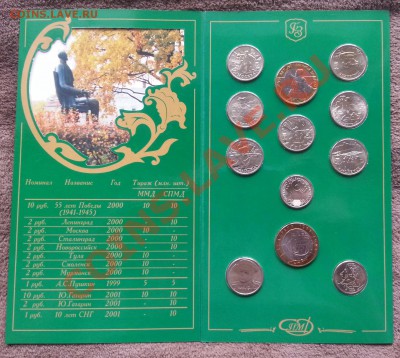 COINS.LAVE.RU
Номинал Название Год Тираж (млн. шт.)
ММД СПМД
10 руб. 55 лет Победы 2000 10 10
(1941-1945)
2 руб. Ленинград 2000 - 10
2 руб. Москва 2000 10 -
2 руб. Сталинград 2000 - 10
2 руб. Новороссийск 2000 - 10
2 руб. Тула 2000 10 -
2 руб. Смоленск 2000 10 -
2 руб. Мурманск 2000 10 -
1 руб. А.С.Пушкин 1999 5 5
10 руб. Ю.Гагарин 2001 10 10
2 руб. Ю.Гагарин 2001 10 10
1 руб. 10 лет СНГ 2001 - 10